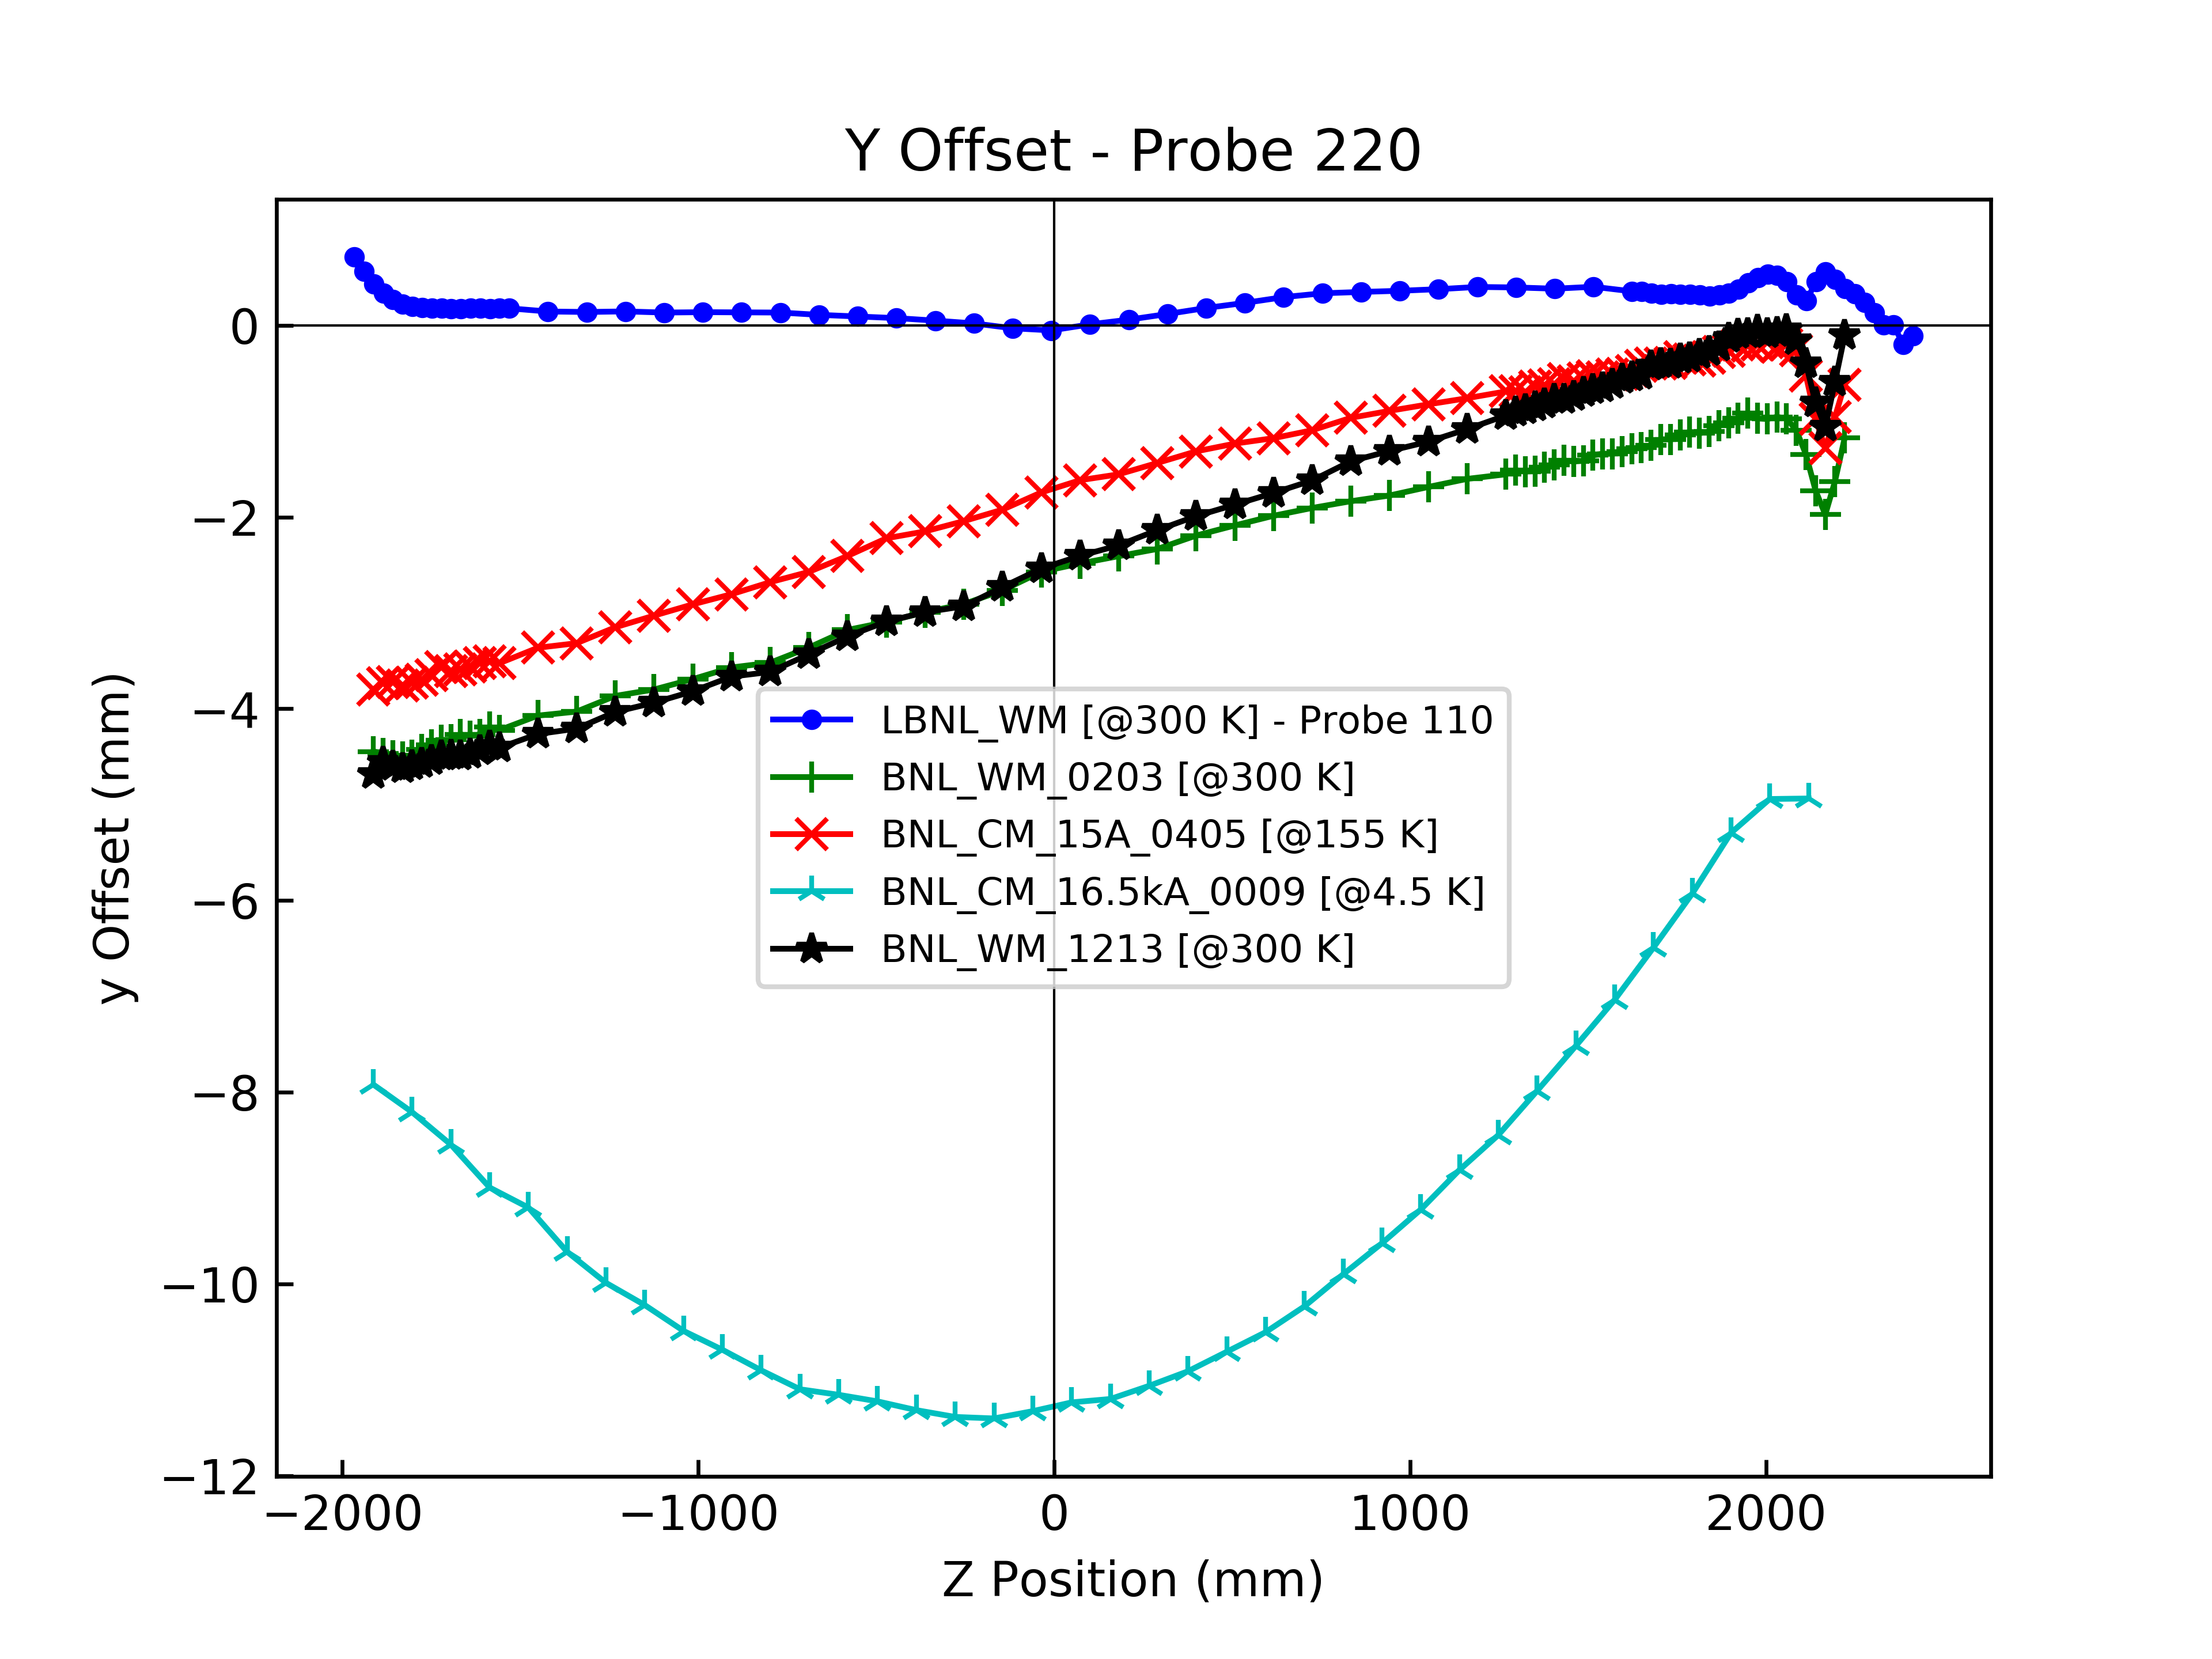 Y Offset - Probe 220
0
−2
−4
−6
−8
−10
−12
y Offset (mm)
LBNL_WM [@300 K] - Probe 110
BNL_WM_0203 [@300 K]
BNL_CM_15A_0405 [@155 K]
BNL_CM_16.5kA_0009 [@4.5 K]
BNL_WM_1213 [@300 K]
−2000 −1000 0 1000 2000
Z Position (mm)